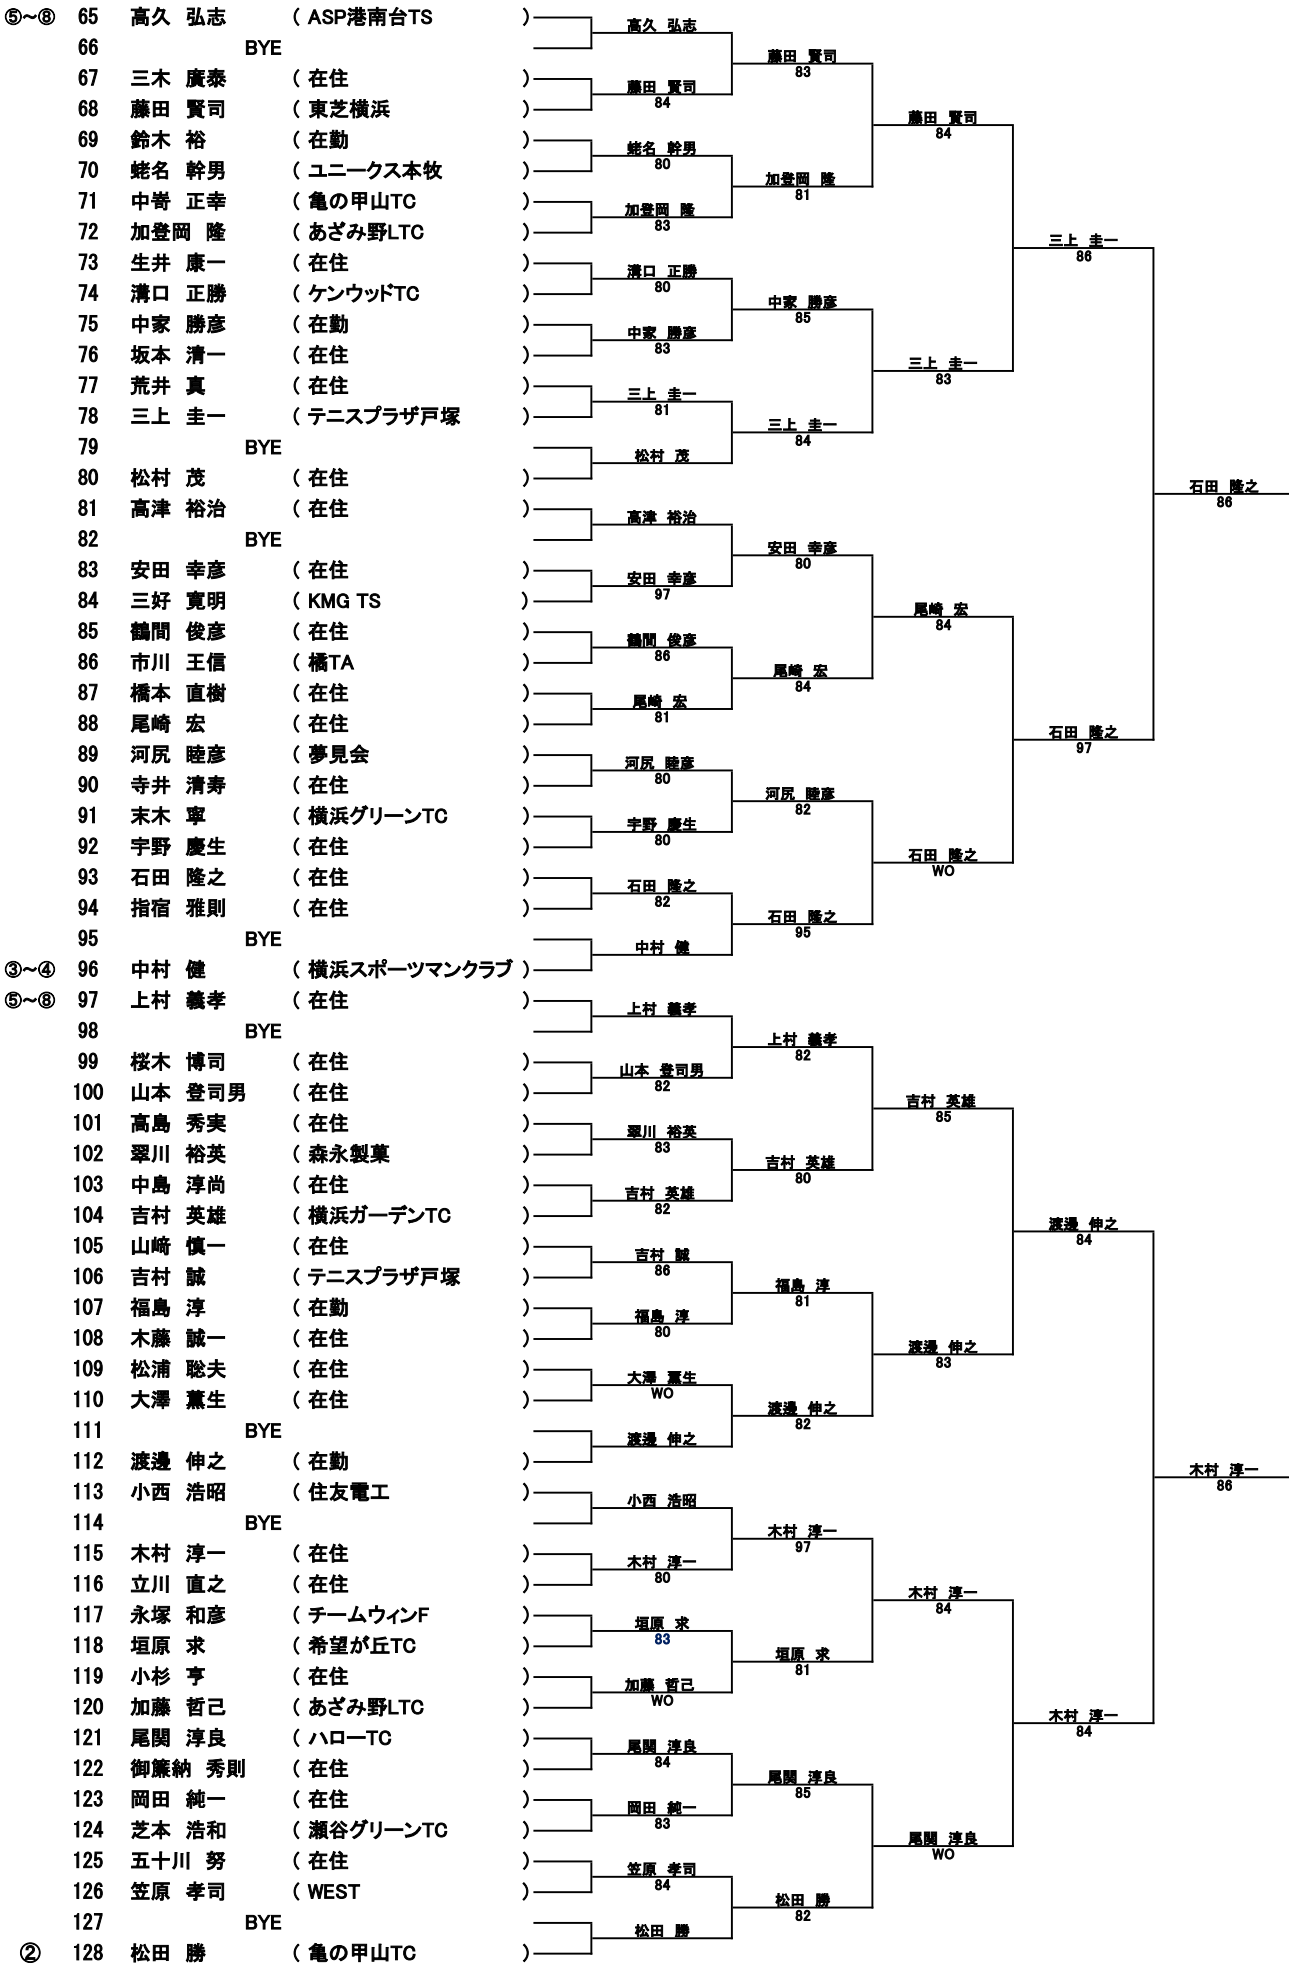 ⑤～⑧ 65 高久 弘志 ( ASP港南台TS )
高久 弘志
66 BYE
藤田 賢司
83
67 三木 廣泰 ( 在住 )
藤田 賢司
84
68 藤田 賢司 ( 東芝横浜 )
藤田 賢司
84
69 鈴木 裕 ( 在勤 )
蛯名 幹男
80
70 蛯名 幹男 ( ユニークス本牧 )
加登岡 隆
81
71 中嵜 正幸 ( 亀の甲山TC )
加登岡 隆
83
72 加登岡 隆 ( あざみ野LTC )
三上 圭一
86
73 生井 康一 ( 在住 )
溝口 正勝
80
74 溝口 正勝 ( ケンウッドTC )
中家 勝彦
85
75 中家 勝彦 ( 在勤 )
中家 勝彦
83
76 坂本 清一 ( 在住 )
三上 圭一
83
77 荒井 真 ( 在住 )
三上 圭一
81
78 三上 圭一 ( テニスプラザ戸塚 )
三上 圭一
84
79 BYE
松村 茂
80 松村 茂 ( 在住 )
石田 隆之
86
81 高津 裕治 ( 在住 )
高津 裕治
82 BYE
安田 幸彦
80
83 安田 幸彦 ( 在住 )
安田 幸彦
97
84 三好 寛明 ( KMG TS )
尾崎 宏
84
85 鶴間 俊彦 ( 在住 )
鶴間 俊彦
86
86 市川 王信 ( 橘TA )
尾崎 宏
84
87 橋本 直樹 ( 在住 )
尾崎 宏
81
88 尾崎 宏 ( 在住 )
石田 隆之
97
89 河尻 睦彦 ( 夢見会 )
河尻 睦彦
80
90 寺井 清寿 ( 在住 )
河尻 睦彦
82
91 末木 寧 ( 横浜グリーンTC )
宇野 慶生
80
92 宇野 慶生 ( 在住 )
石田 隆之
WO
93 石田 隆之 ( 在住 )
石田 隆之
82
94 指宿 雅則 ( 在住 )
石田 隆之
95
95 BYE
中村 健
③～④ 96 中村 健 ( 横浜スポーツマンクラブ )
⑤～⑧ 97 上村 義孝 ( 在住 )
上村 義孝
98 BYE
上村 義孝
82
99 桜木 博司 ( 在住 )
山本 登司男
82
100 山本 登司男 ( 在住 )
吉村 英雄
85
101 高島 秀実 ( 在住 )
翠川 裕英
83
102 翠川 裕英 ( 森永製菓 )
吉村 英雄
80
103 中島 淳尚 ( 在住 )
吉村 英雄
82
104 吉村 英雄 ( 横浜ガーデンTC )
渡邊 伸之
84
105 山﨑 慎一 ( 在住 )
吉村 誠
86
106 吉村 誠 ( テニスプラザ戸塚 )
福島 淳
81
107 福島 淳 ( 在勤 )
福島 淳
80
108 木藤 誠一 ( 在住 )
渡邊 伸之
83
109 松浦 聡夫 ( 在住 )
大澤 薫生
WO
110 大澤 薫生 ( 在住 )
渡邊 伸之
82
111 BYE
渡邊 伸之
112 渡邊 伸之 ( 在勤 )
木村 淳一
86
113 小西 浩昭 ( 住友電工 )
小西 浩昭
114 BYE
木村 淳一
97
115 木村 淳一 ( 在住 )
木村 淳一
80
116 立川 直之 ( 在住 )
木村 淳一
84
117 永塚 和彦 ( チームウィンF )
垣原 求
83
118 垣原 求 ( 希望が丘TC )
垣原 求
81
119 小杉 亨 ( 在住 )
加藤 哲己
WO
120 加藤 哲己 ( あざみ野LTC )
木村 淳一
84
121 尾関 淳良 ( ハローTC )
尾関 淳良
84
122 御簾納 秀則 ( 在住 )
尾関 淳良
85
123 岡田 純一 ( 在住 )
岡田 純一
83
124 芝本 浩和 ( 瀬谷グリーンTC )
尾関 淳良
WO
125 五十川 努 ( 在住 )
笠原 孝司
84
126 笠原 孝司 ( WEST )
松田 勝
82
127 BYE
松田 勝
② 128 松田 勝 ( 亀の甲山TC )